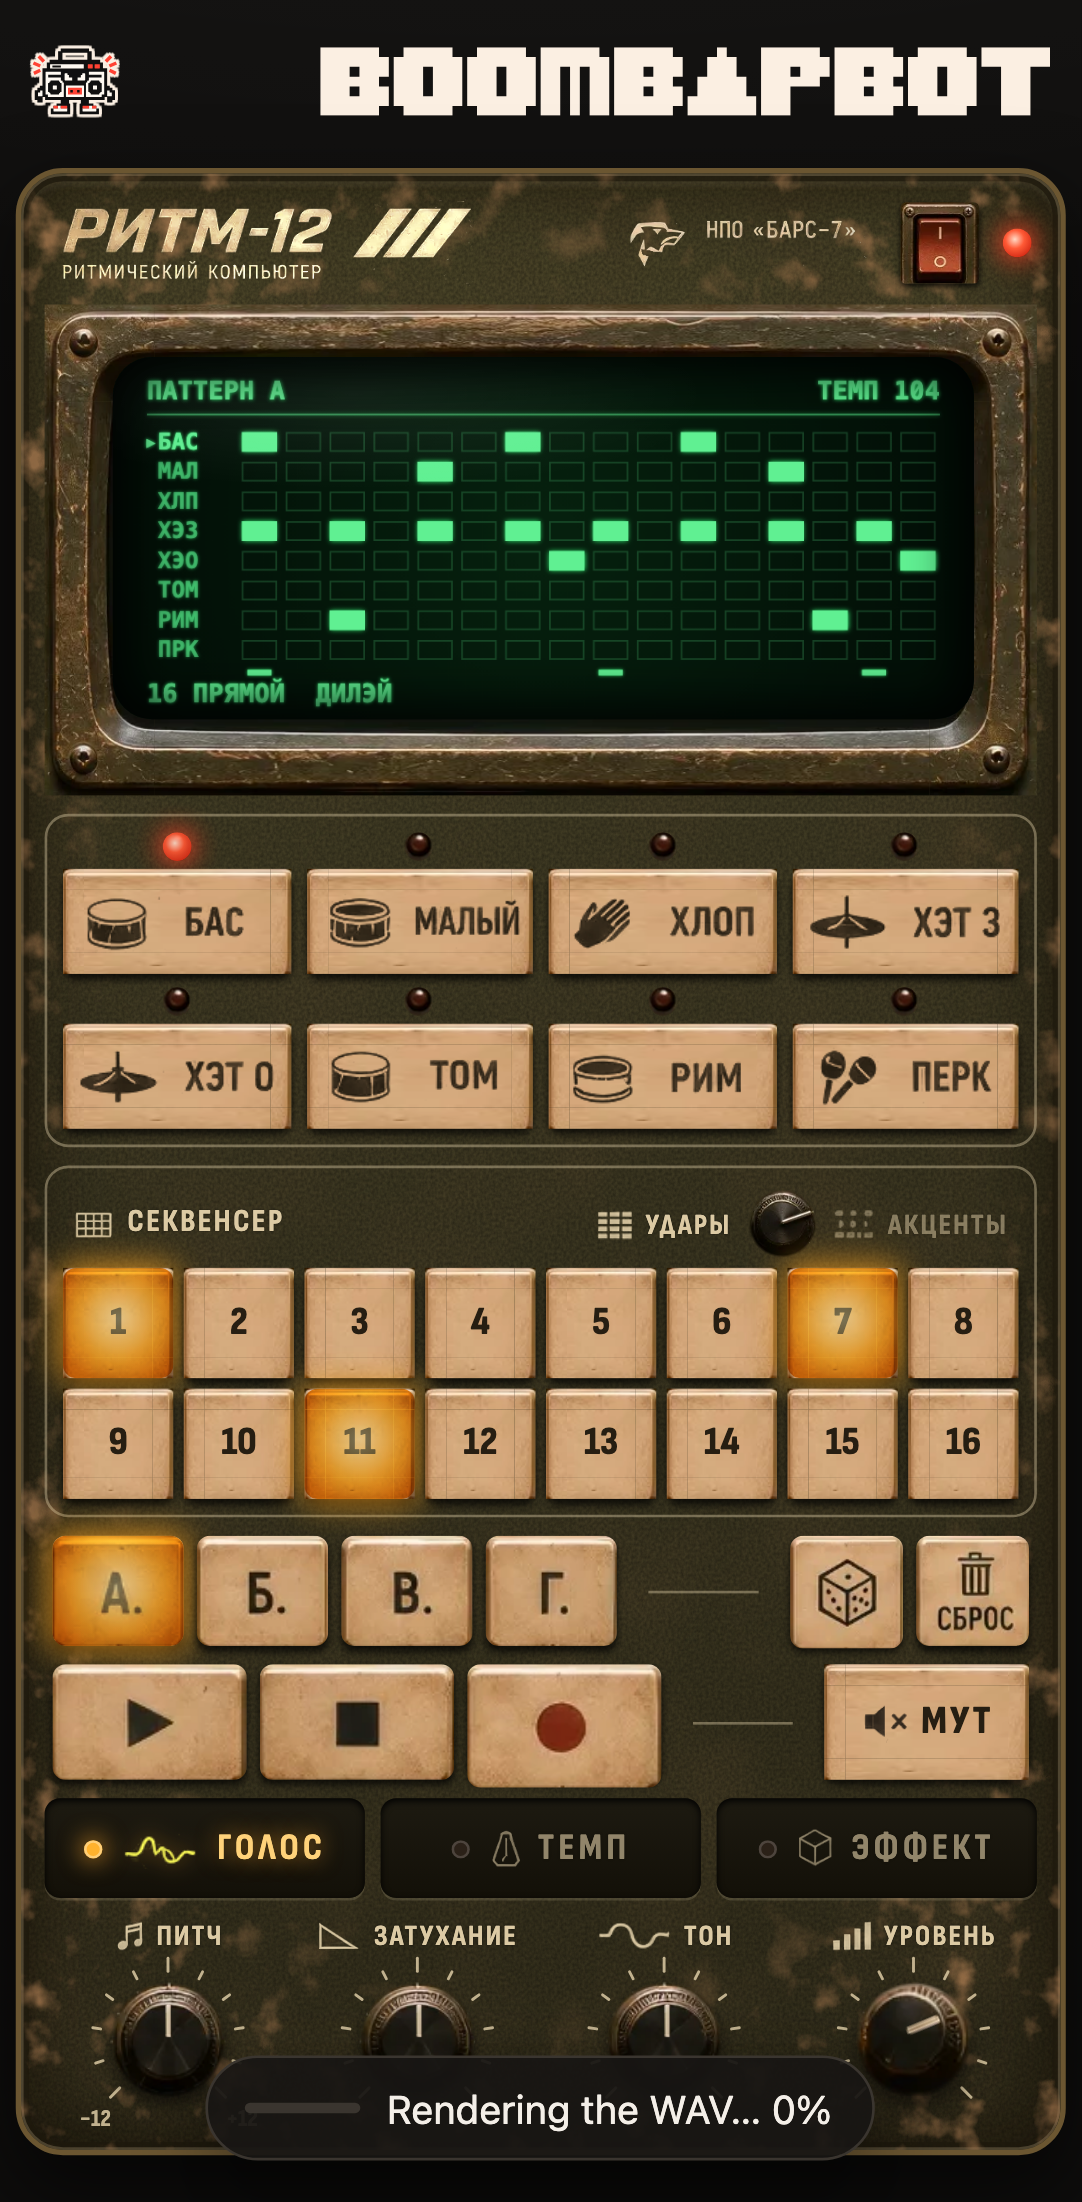 BOOMBAPBOT
РИТМ-12
РИТМИЧЕСКИЙ КОМПЬЮТЕР
НПО «БАРС-7»
ПАТТЕРН А
ТЕМП 104
▸БАС
МАЛ
ХЛП
ХЭЗ
ХЭО
ТОМ
РИМ
ПРК
16 ПРЯМОЙ ДИЛЭЙ
БАС
МАЛЫЙ
ХЛОП
ХЭТ З
ХЭТ О
ТОМ
РИМ
ПЕРК
СЕКВЕНСЕР
УДАРЫ
АКЦЕНТЫ
1 2 3 4 5 6 7 8
9 10 11 12 13 14 15 16
А. Б. В. Г.
СБРОС
МУТ
ГОЛОС
ТЕМП
ЭФФЕКТ
ПИТЧ
ЗАТУХАНИЕ
ТОН
УРОВЕНЬ
-12
+12
Rendering the WAV... 0%